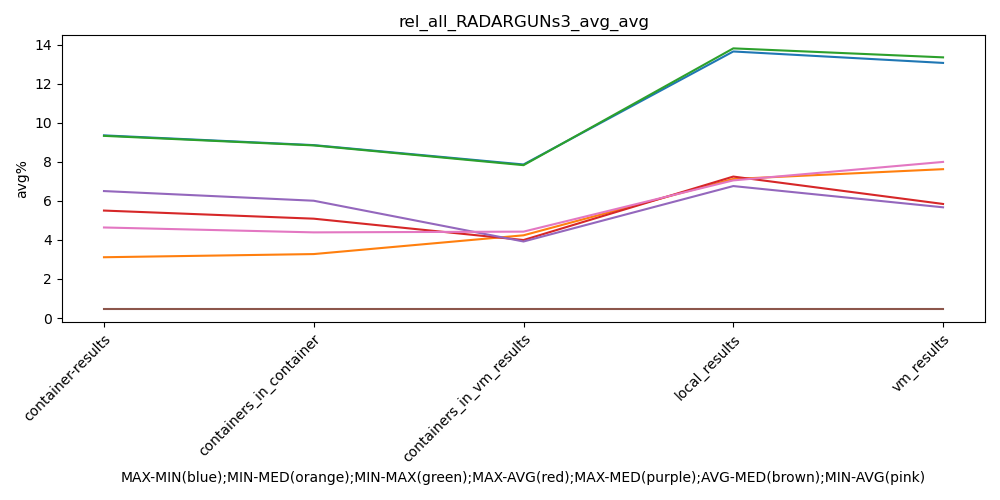 rel_all_RADARGUNs3_avg_avg
14
12
10
8
6
4
2
0
avg%
container-results
containers_in_container
containers_in_vm_results
local_results
vm_results
MAX-MIN(blue);MIN-MED(orange);MIN-MAX(green);MAX-AVG(red);MAX-MED(purple);AVG-MED(brown);MIN-AVG(pink)